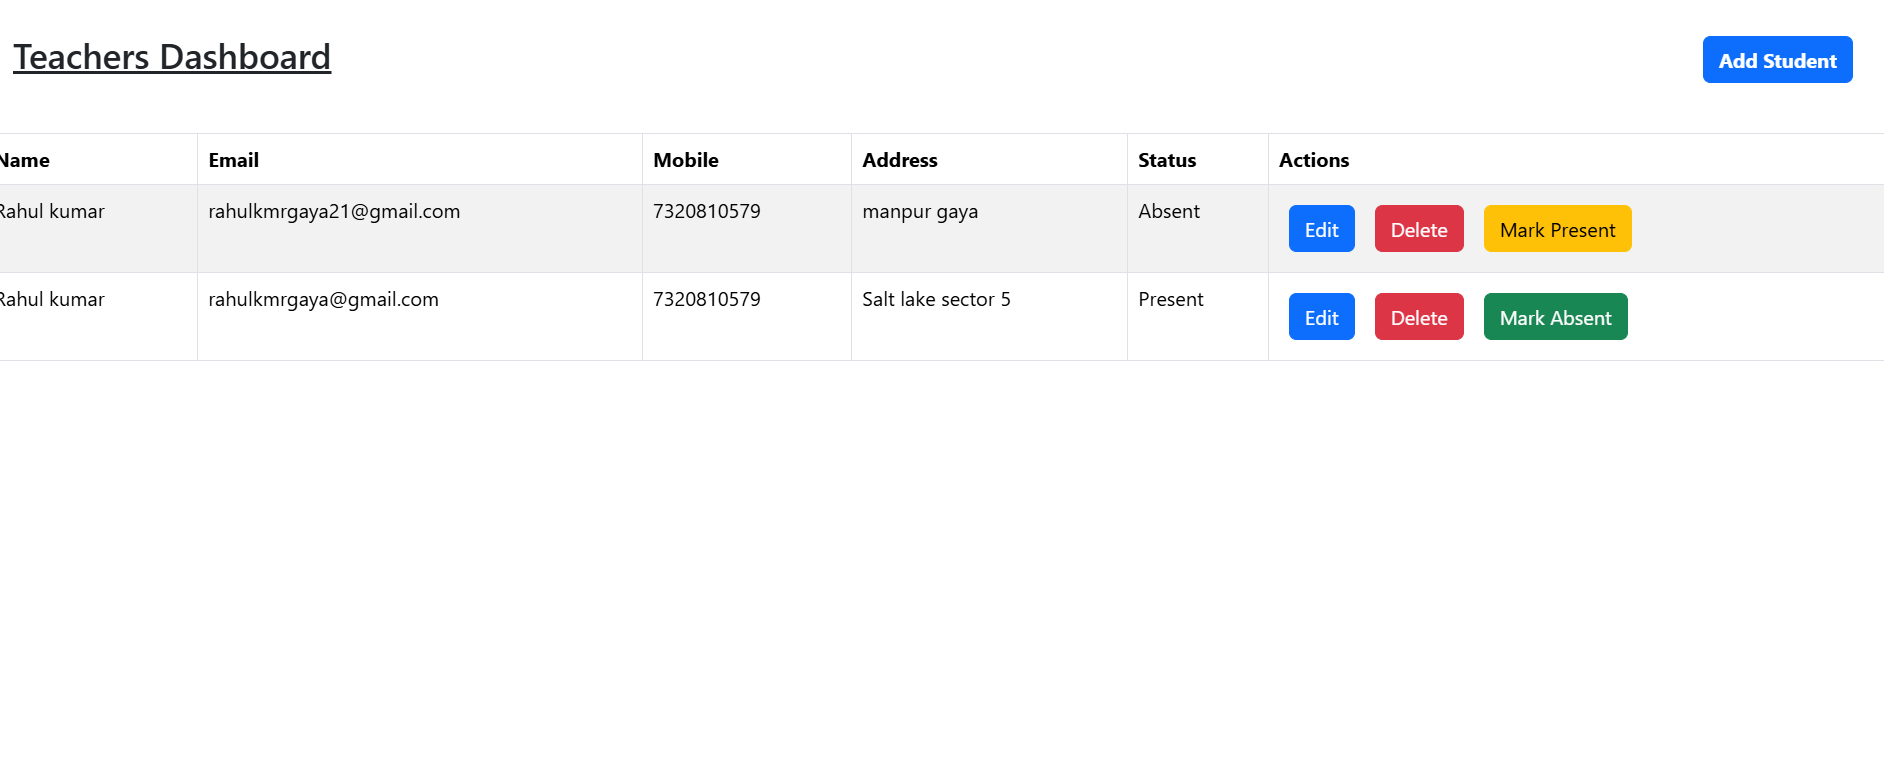 Teachers Dashboard
Add Student
Name Email Mobile Address Status Actions
Rahul kumar rahulkmrgaya21@gmail.com 7320810579 manpur gaya Absent Edit Delete Mark Present
Rahul kumar rahulkmrgaya@gmail.com 7320810579 Salt lake sector 5 Present Edit Delete Mark Absent